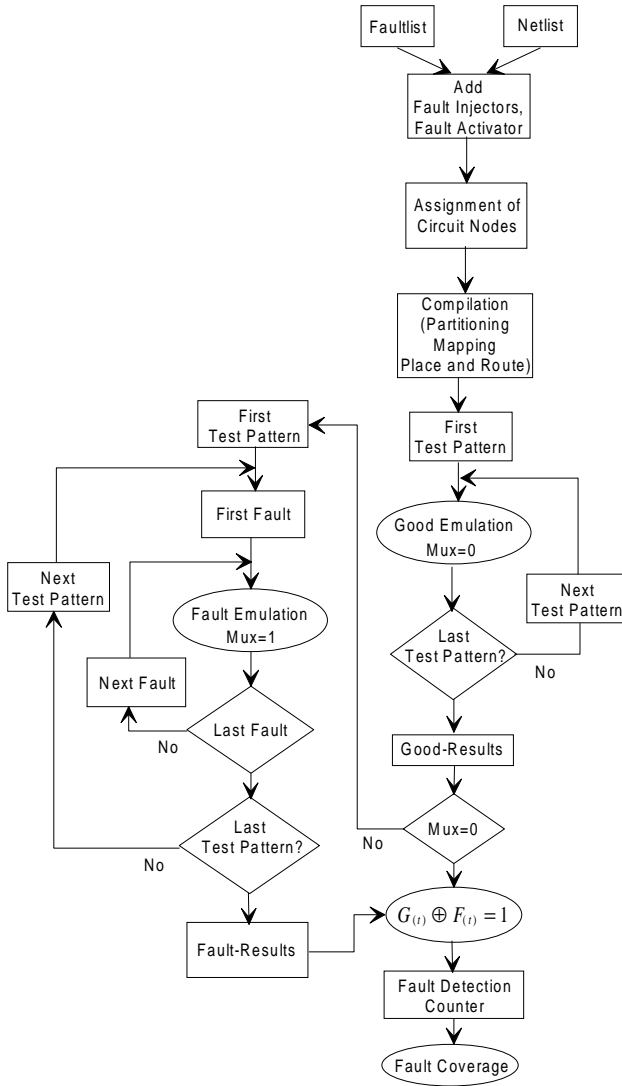 Faultlist
Netlist
Add
Fault Injectors,
Fault Activator
Assignment of
Circuit Nodes
Compilation
(Partitioning
Mapping
Place and Route)
First
Test Pattern
Good Emulation
Mux=0
Next
Test Pattern
Last
Test Pattern?
No
Good-Results
Mux=0
No
First
Test Pattern
First Fault
Next
Test Pattern
Fault Emulation
Mux=1
Next Fault
Last Fault
No
Last
Test Pattern?
No
Fault-Results
G(t) ⊕ F(t) = 1
Fault Detection
Counter
Fault Coverage